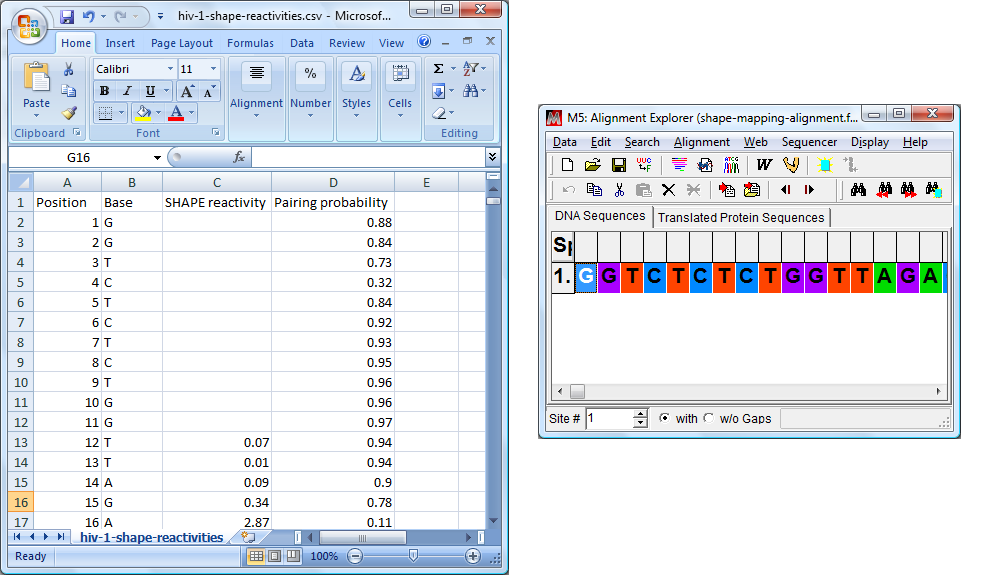 hiv-1-shape-reactivities.csv - Microsof...
Home Insert Page Layout Formulas Data Review View
Calibri 11
Paste B I U A A % A Σ
Alignment Number Styles Cells
Clipboard Font Editing
G16 fx
A B C D E
1 Position Base SHAPE reactivity Pairing probability
2 1 G 0.88
3 2 G 0.84
4 3 T 0.73
5 4 C 0.32
6 5 T 0.84
7 6 C 0.92
8 7 T 0.93
9 8 C 0.95
10 9 T 0.96
11 10 G 0.96
12 11 G 0.97
13 12 T 0.07 0.94
14 13 T 0.01 0.94
15 14 A 0.09 0.9
16 15 G 0.34 0.78
17 16 A 2.87 0.11
hiv-1-shape-reactivities
Ready 100%
M5: Alignment Explorer (shape-mapping-alignment.f...
Data Edit Search Alignment Web Sequencer Display Help
DNA Sequences Translated Protein Sequences
Sp
1. G G T C T C T C T G G T T A G A
Site # 1 with w/o Gaps